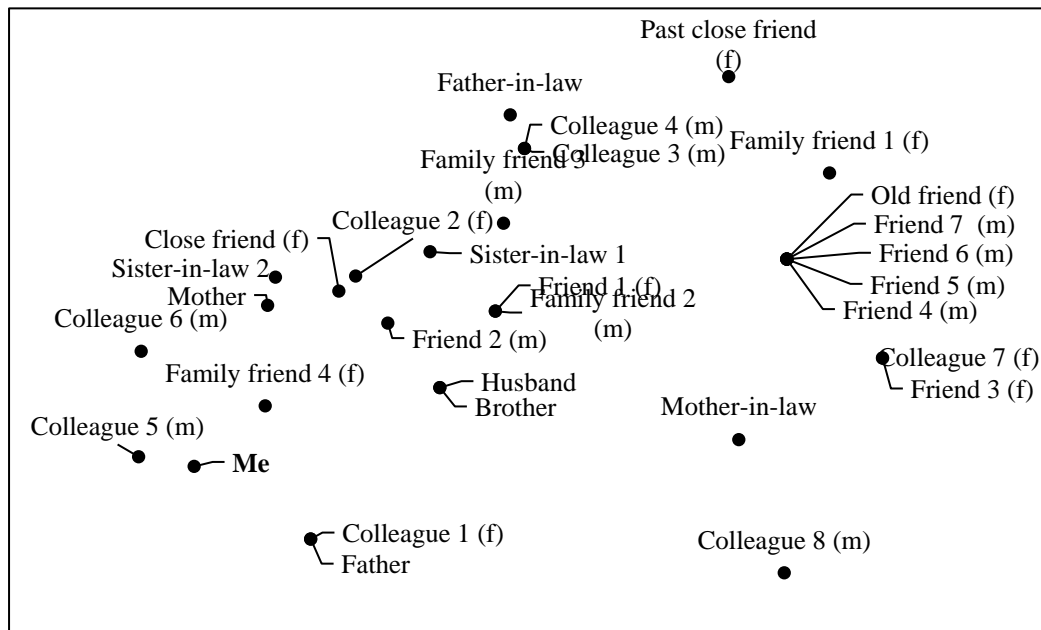 Past close friend
(f)
Father-in-law
Colleague 4 (m)
Colleague 3 (m)
Family friend 1 (f)
Family friend 3
(m)
Old friend (f)
Friend 7  (m)
Friend 6 (m)
Friend 5 (m)
Friend 4 (m)
Colleague 2 (f)
Close friend (f)
Sister-in-law 1
Sister-in-law 2
Mother
Colleague 6 (m)
Friend 1 (f)
Family friend 2
(m)
Friend 2 (m)
Colleague 7 (f)
Friend 3 (f)
Family friend 4 (f)
Husband
Brother
Mother-in-law
Colleague 5 (m)
Me
Colleague 1 (f)
Father
Colleague 8 (m)